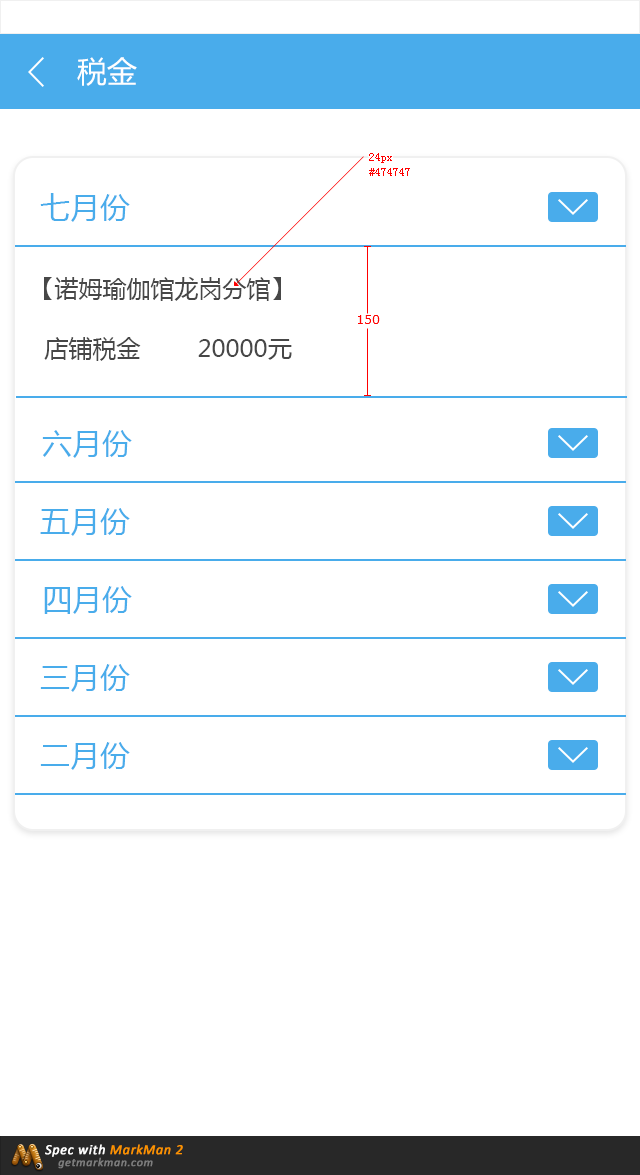 税金
24px
#474747
七月份
【诺姆瑜伽馆龙岗分馆】
150
店铺税金 20000元
六月份
五月份
四月份
三月份
二月份
Spec with MarkMan 2
getmarkman.com